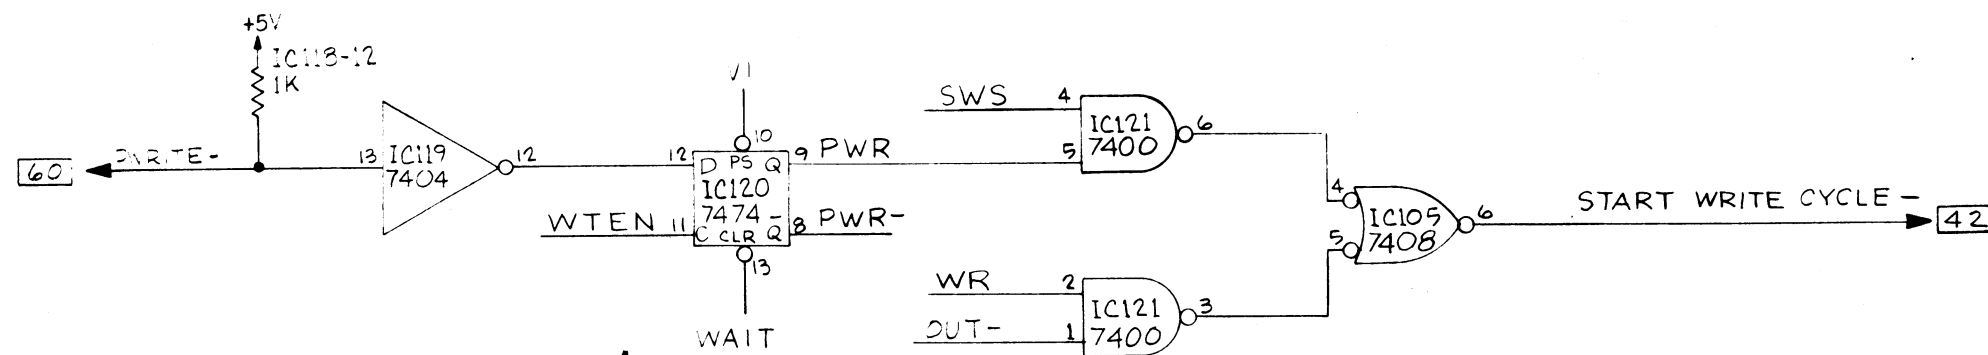 +5V
IC118-12
1K
60
PWRITE-
13
IC119
7404
12
V1
10
12
D PS Q
9
PWR
IC120
7474
WTEN
11
C CLR Q
8
PWR-
13
WAIT
SWS
4
5
IC121
7400
6
WR
2
OUT-
1
IC121
7400
3
4
5
IC105
7408
6
START WRITE CYCLE-
42